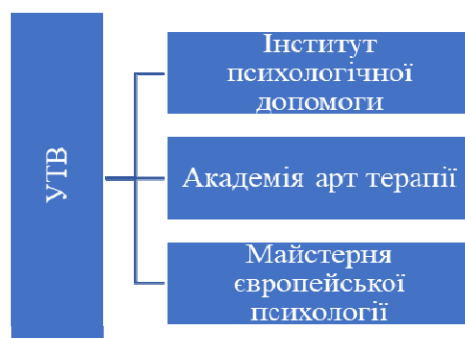 УТВ
Інститут
психологічної
допомоги
Академія арт терапії
Майстерня
європейської
психології